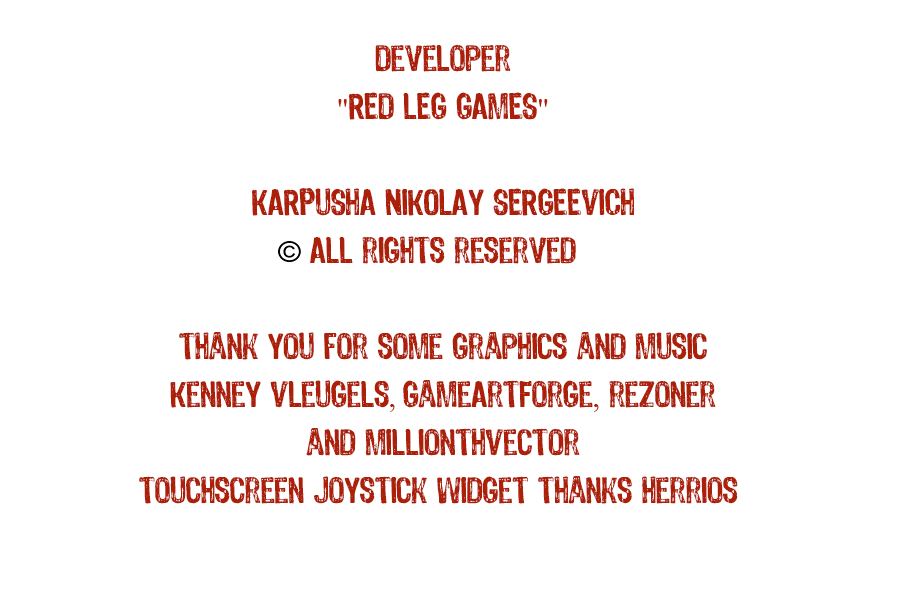 DEVELOPER
"RED LEG GAMES"
KARPUSHA NIKOLAY SERGEEVICH
© ALL RIGHTS RESERVED
THANK YOU FOR SOME GRAPHICS AND MUSIC
KENNEY VLEUGELS, GAMEARTFORGE, REZONER
AND MILLIONTHVECTOR
TOUCHSCREEN JOYSTICK WIDGET THANKS HERRIOS